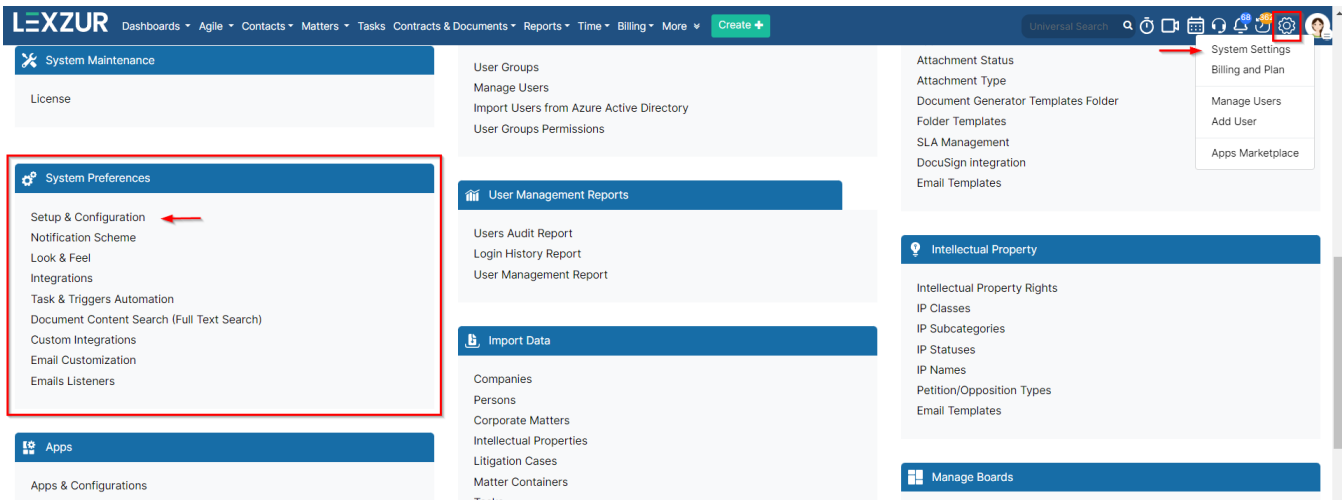 LEXZUR
Dashboards Agile Contacts Matters Tasks Contracts & Documents Reports Time Billing More Create +
Universal Search
68
System Settings
Billing and Plan
Manage Users
Add User
Apps Marketplace
System Maintenance
License
System Preferences
Setup & Configuration
Notification Scheme
Look & Feel
Integrations
Task & Triggers Automation
Document Content Search (Full Text Search)
Custom Integrations
Email Customization
Emails Listeners
Apps
Apps & Configurations
User Groups
Manage Users
Import Users from Azure Active Directory
User Groups Permissions
User Management Reports
Users Audit Report
Login History Report
User Management Report
Import Data
Companies
Persons
Corporate Matters
Intellectual Properties
Litigation Cases
Matter Containers
Attachment Status
Attachment Type
Document Generator Templates Folder
Folder Templates
SLA Management
DocuSign integration
Email Templates
Intellectual Property
Intellectual Property Rights
IP Classes
IP Subcategories
IP Statuses
IP Names
Petition/Opposition Types
Email Templates
Manage Boards